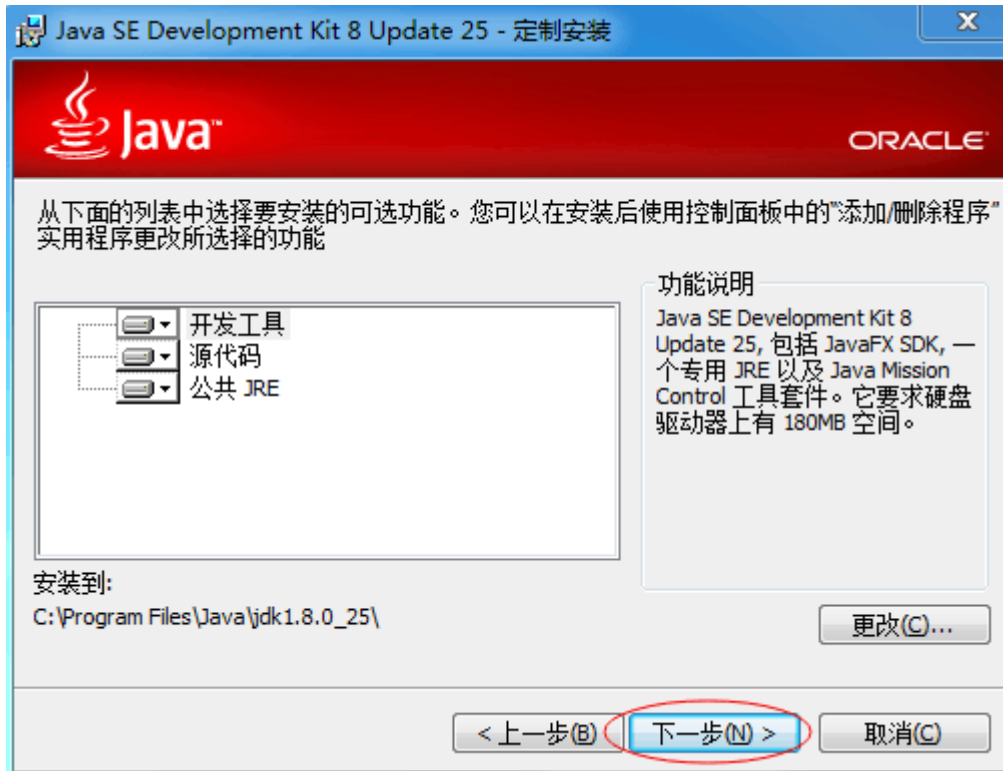 Java SE Development Kit 8 Update 25 - 定制安装
Java™
ORACLE
从下面的列表中选择要安装的可选功能。您可以在安装后使用控制面板中的"添加/删除程序"
实用程序更改所选择的功能
开发工具
源代码
公共 JRE
功能说明
Java SE Development Kit 8
Update 25, 包括 JavaFX SDK, 一
个专用 JRE 以及 Java Mission
Control 工具套件。它要求硬盘
驱动器上有 180MB 空间。
安装到:
C:\Program Files\Java\jdk1.8.0_25\
更改(C)...
< 上一步(B)
下一步(N) >
取消(C)